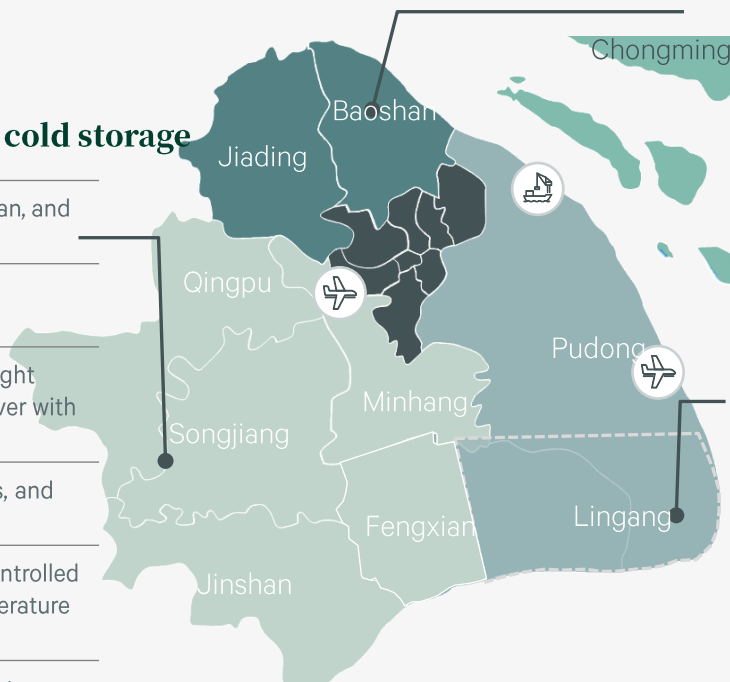 Chongming
cold storage
Baoshan
Jiading
an, and
Qingpu
Pudong
ght
ver with
Minhang
Songjiang
s, and
Lingang
Fengxian
ntrolled
Jinshan
erature